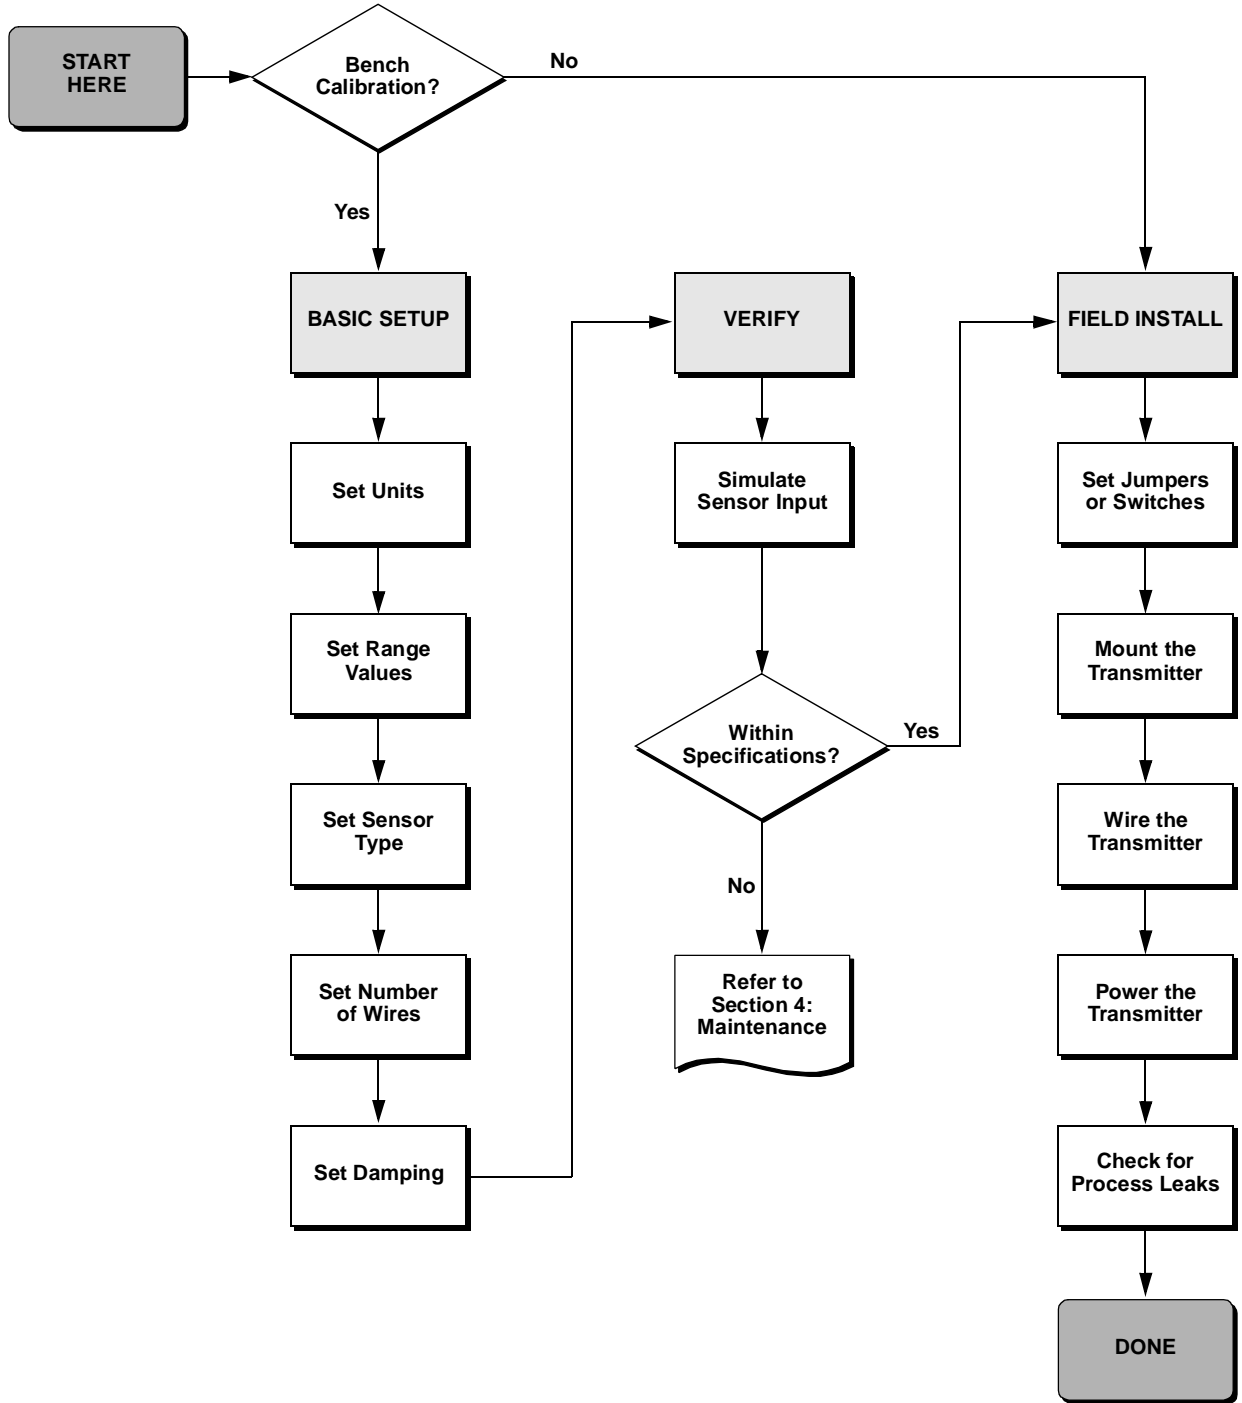 START
HERE
Bench
Calibration?
No
Yes
BASIC SETUP
Set Units
Set Range
Values
Set Sensor
Type
Set Number
of Wires
Set Damping
VERIFY
Simulate
Sensor Input
Within
Specifications?
Yes
No
Refer to
Section 4:
Maintenance
FIELD INSTALL
Set Jumpers
or Switches
Mount the
Transmitter
Wire the
Transmitter
Power the
Transmitter
Check for
Process Leaks
DONE